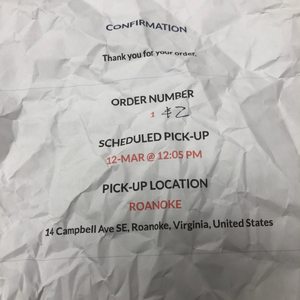 CONFIRMATION
Thank you for your order.
ORDER NUMBER
1
SCHEDULED PICK-UP
12-MAR @ 12:05 PM
PICK-UP LOCATION
ROANOKE
14 Campbell Ave SE, Roanoke, Virginia, United States